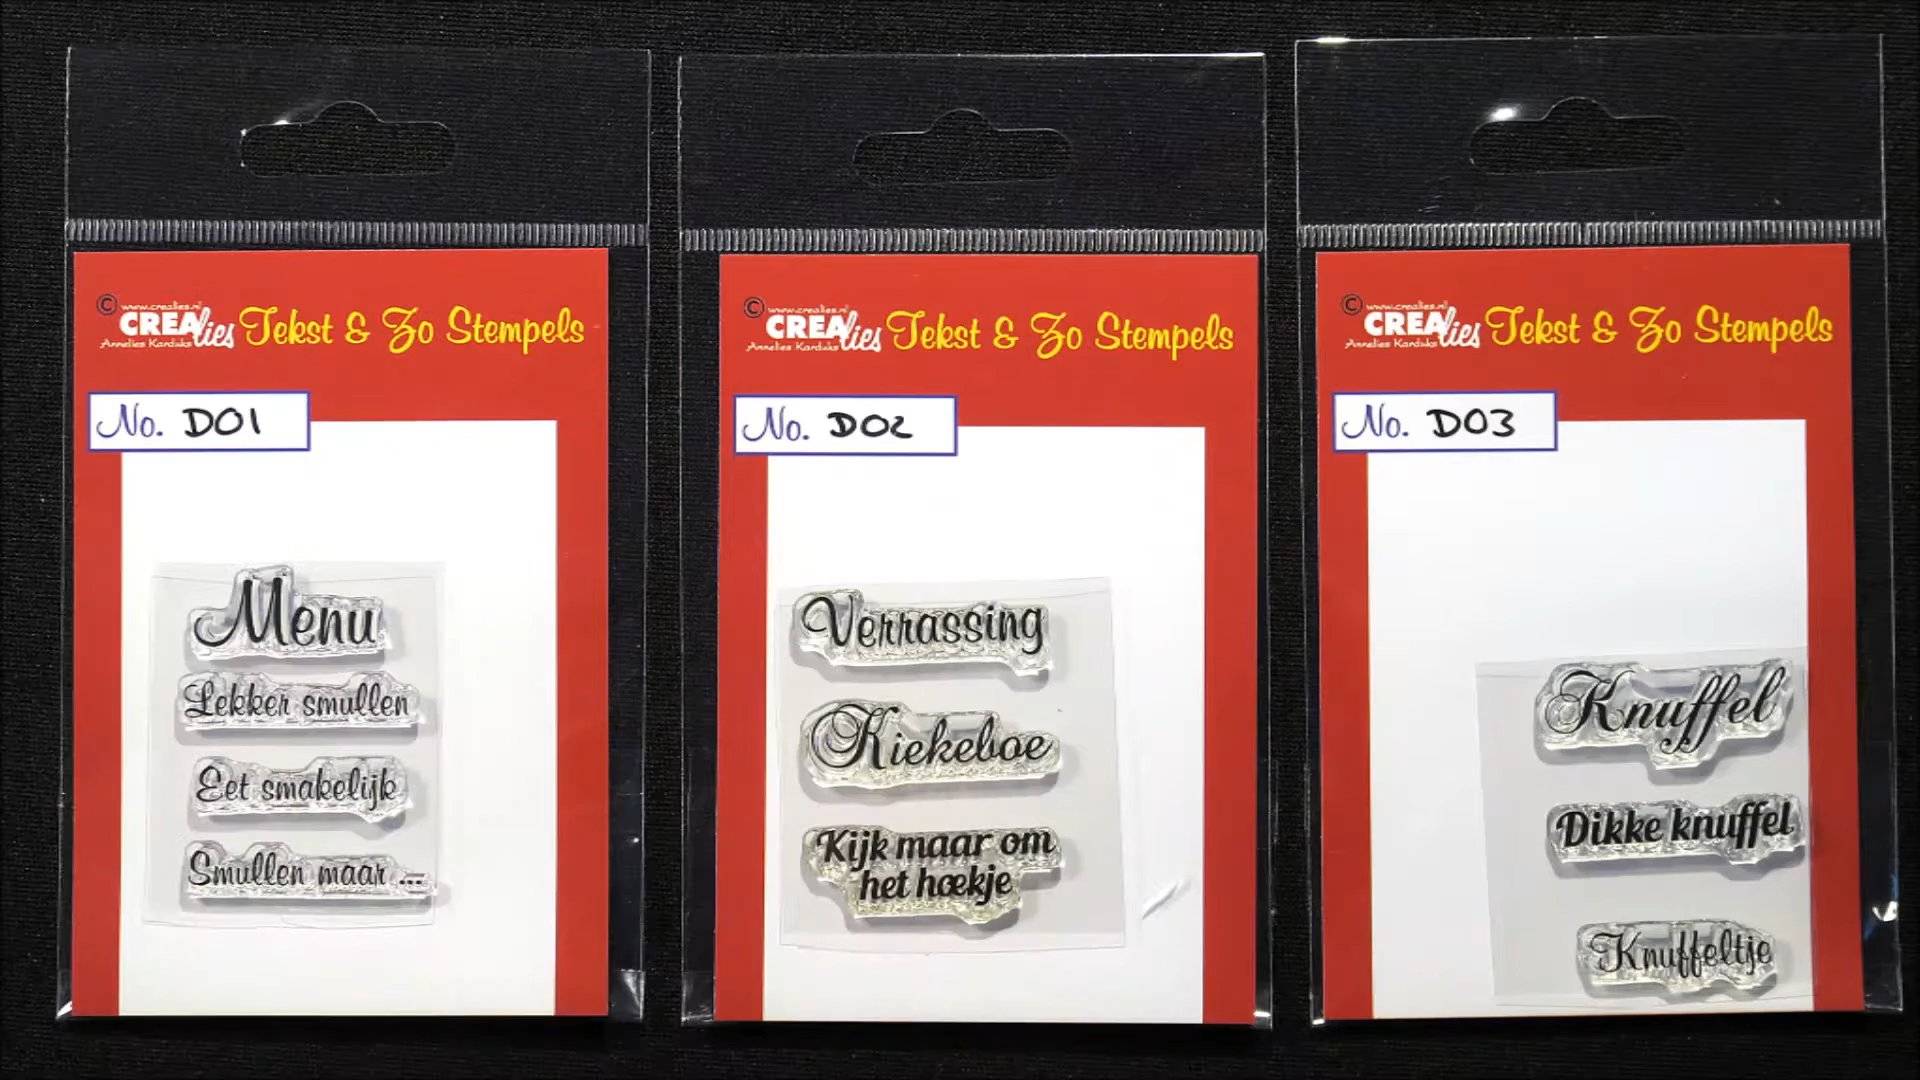 © www.crealies.nl
CREAlies Tekst & Zo Stempels
Annelies Karduks
No. D01
Menu
Lekker smullen
Eet smakelijk
Smullen maar ...
© www.crealies.nl
CREAlies Tekst & Zo Stempels
Annelies Karduks
No. D02
Verrassing
Kiekeboe
Kijk maar om
het hoekje
© www.crealies.nl
CREAlies Tekst & Zo Stempels
Annelies Karduks
No. D03
Knuffel
Dikke knuffel
Knuffeltje